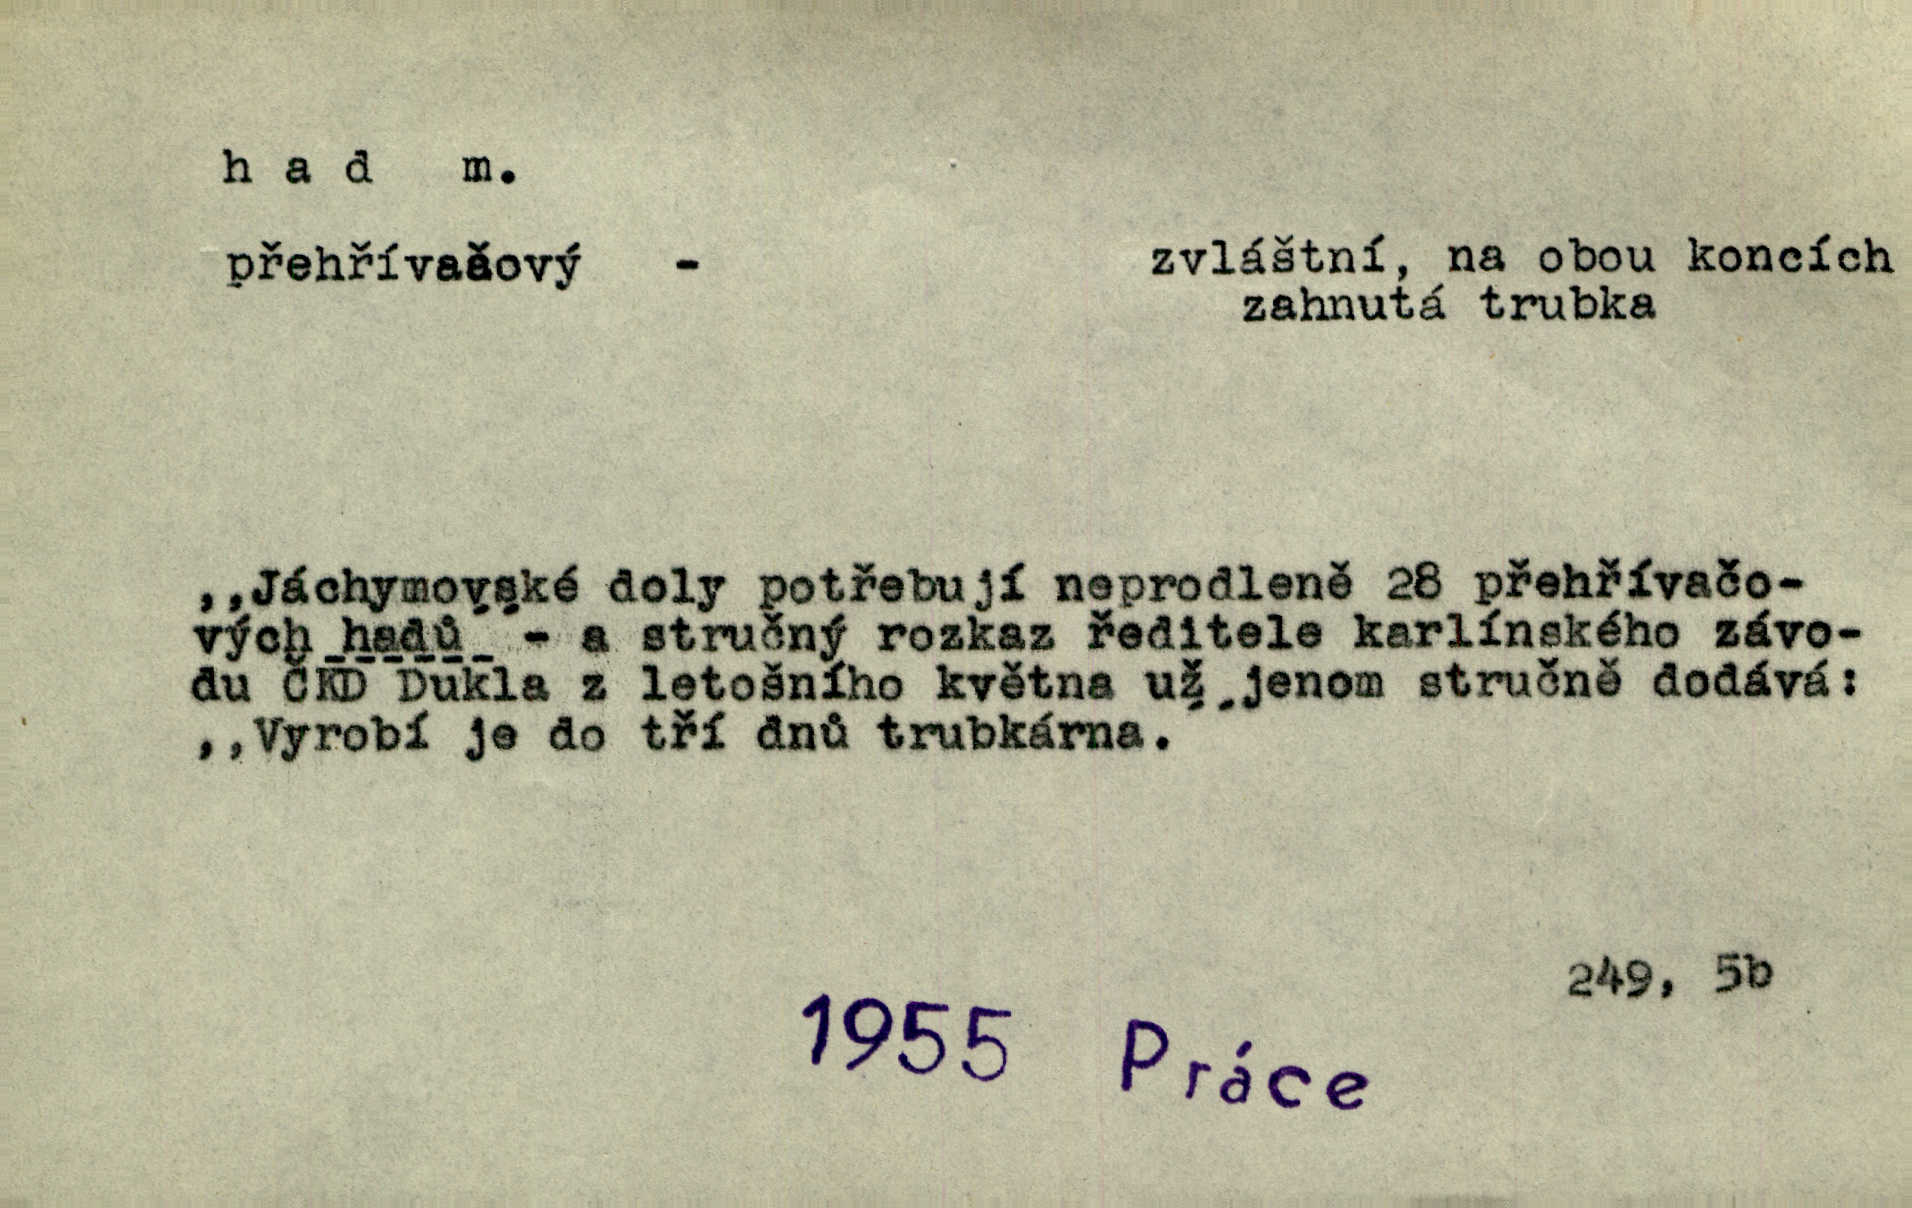 h a d m.
přehřívačový - zvláštní, na obou koncích
zahnutá trubka
,,Jáchymovské doly potřebují neprodleně 28 přehřívačo-
vých hadů'' - a stručný rozkaz ředitele karlínského závo-
du ČKD Dukla z letošního května už jenom stručně dodává:
,,Vyrobí je do tří dnů trubkárna.''
249, 5b
1955 Práce